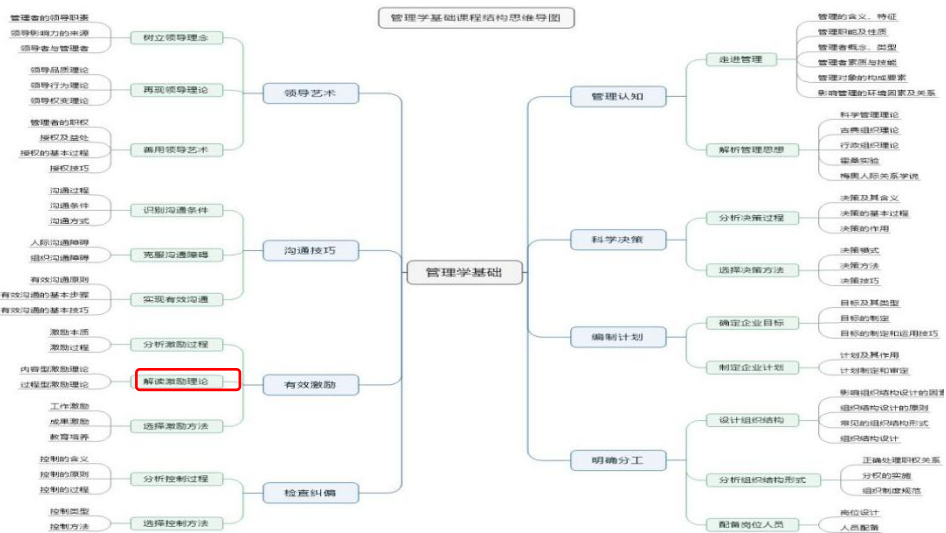 管理学基础课程结构思维导图
管理者的领导职责
领导影响力的来源
领导者与管理者
树立领导理念
领导品质理论
领导行为理论
领导权变理论
再现领导理论
管理者的职权
授权及益处
授权的基本过程
授权技巧
善用领导艺术
领导艺术
沟通过程
沟通条件
沟通方式
识别沟通条件
人际沟通障碍
组织沟通障碍
克服沟通障碍
有效沟通原则
有效沟通的基本步骤
有效沟通的基本技巧
实现有效沟通
沟通技巧
激励本质
激励过程
分析激励过程
内容型激励理论
过程型激励理论
解读激励理论
工作激励
成果激励
教育培养
选择激励方法
有效激励
控制的含义
控制的原则
控制的过程
分析控制过程
控制类型
控制方法
选择控制方法
检查纠偏
管理学基础
管理认知
走进管理
管理的含义、特征
管理职能及性质
管理者概念、类型
管理者素质与技能
管理对象的构成要素
影响管理的环境因素及关系
解析管理思想
科学管理理论
古典组织理论
行政组织理论
霍桑实验
梅奥人际关系学说
科学决策
分析决策过程
决策及其含义
决策的基本过程
决策的作用
选择决策方法
决策模式
决策方法
决策技巧
编制计划
确定企业目标
目标及其类型
目标的制定
目标的制定和运用技巧
制定企业计划
计划及其作用
计划制定和审定
明确分工
设计组织结构
影响组织结构设计的因素
组织结构设计的原则
常见的组织结构形式
组织结构设计
分析组织结构形式
正确处理职权关系
分权的实施
组织制度规范
配备岗位人员
岗位设计
人员配备